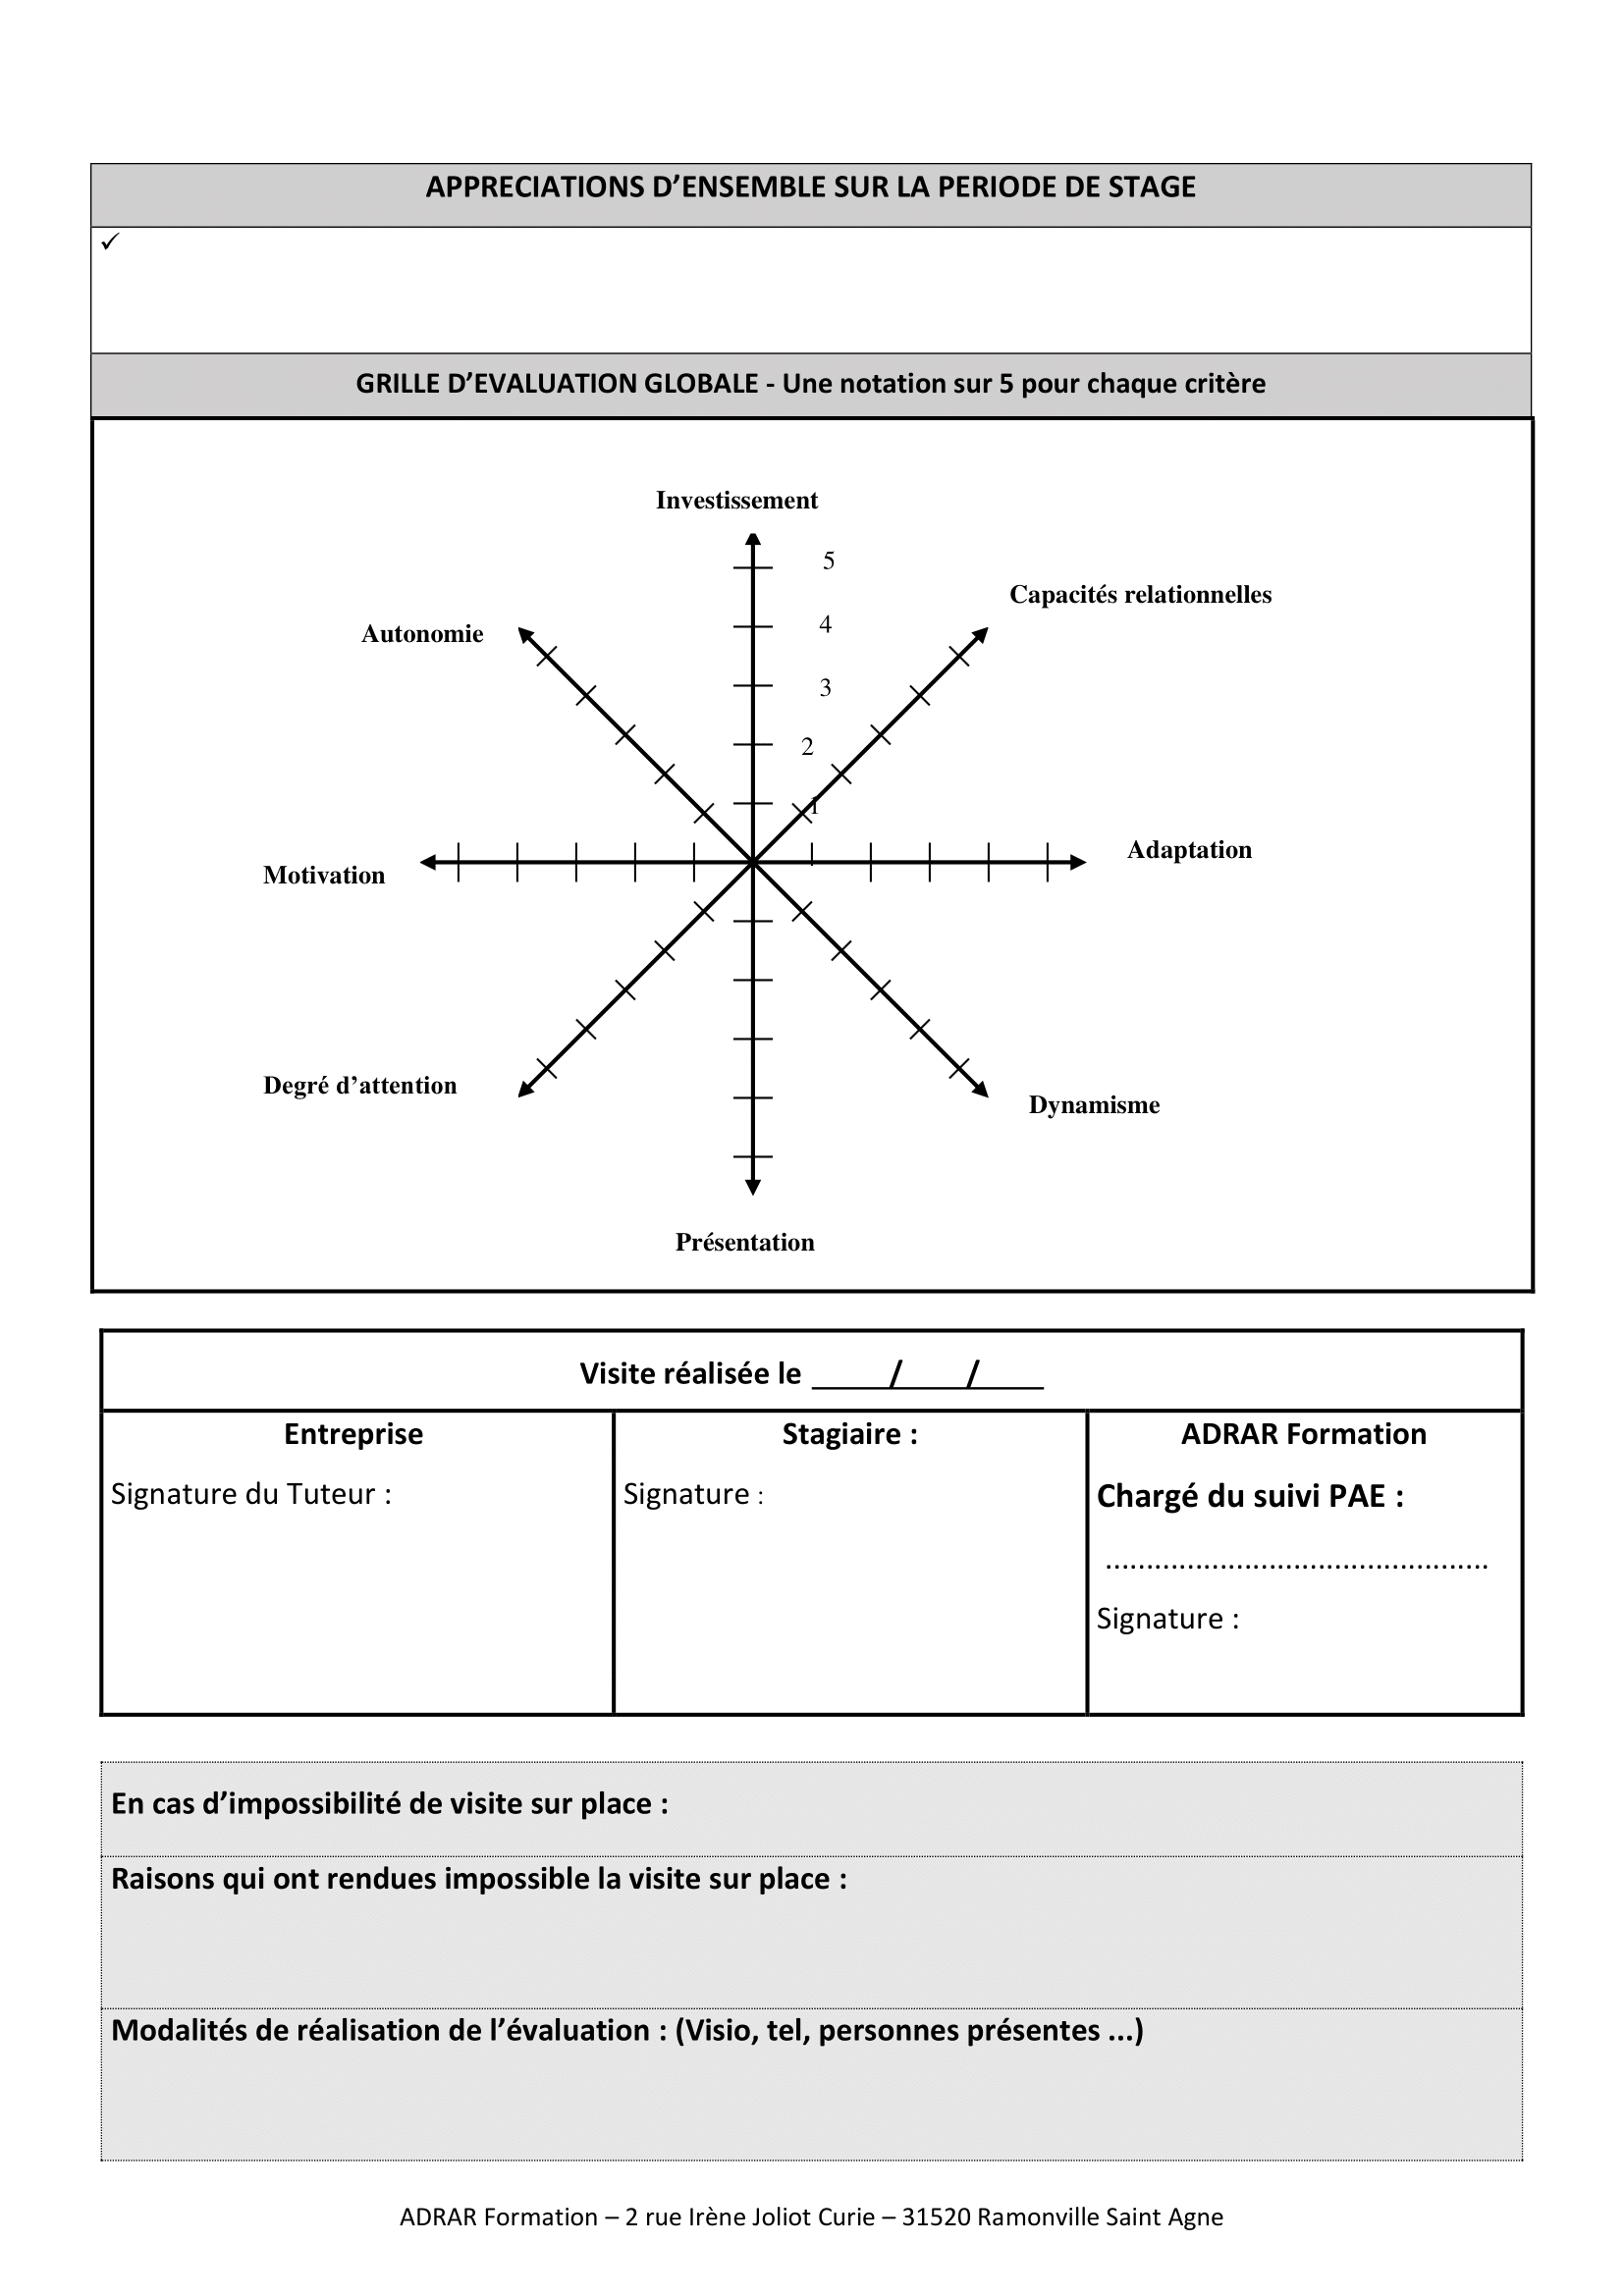 APPRECIATIONS D’ENSEMBLE SUR LA PERIODE DE STAGE
✓
GRILLE D’EVALUATION GLOBALE - Une notation sur 5 pour chaque critère
Investissement
5
Capacités relationnelles
4
Autonomie
3
2
1
Adaptation
Motivation
Degré d’attention
Dynamisme
Présentation
Visite réalisée le _____/____/____
Entreprise
Signature du Tuteur :
Stagiaire :
Signature :
ADRAR Formation
Chargé du suivi PAE :
...............................................
Signature :
En cas d’impossibilité de visite sur place :
Raisons qui ont rendues impossible la visite sur place :
Modalités de réalisation de l’évaluation : (Visio, tel, personnes présentes ...)
ADRAR Formation – 2 rue Irène Joliot Curie – 31520 Ramonville Saint Agne